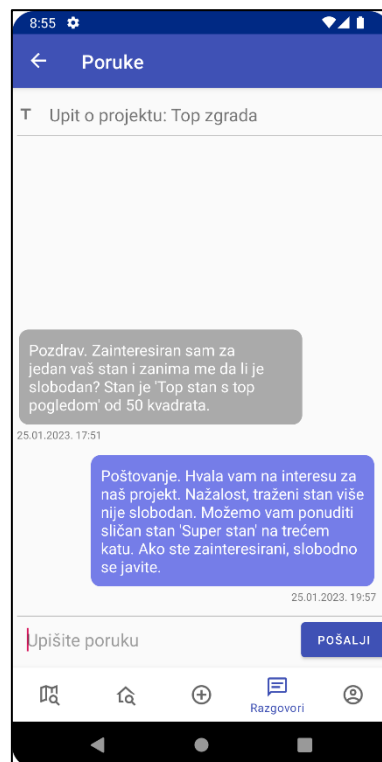 8:55
Poruke
T Upit o projektu: Top zgrada
Pozdrav. Zainteresiran sam za
jedan vaš stan i zanima me da li je
slobodan? Stan je 'Top stan s top
pogledom' od 50 kvadrata.
25.01.2023. 17:51
Poštovanje. Hvala vam na interesu za
naš projekt. Nažalost, traženi stan više
nije slobodan. Možemo vam ponuditi
sličan stan 'Super stan' na trećem
katu. Ako ste zainteresirani, slobodno
se javite.
25.01.2023. 19:57
Upišite poruku
POŠALJI
Razgovori